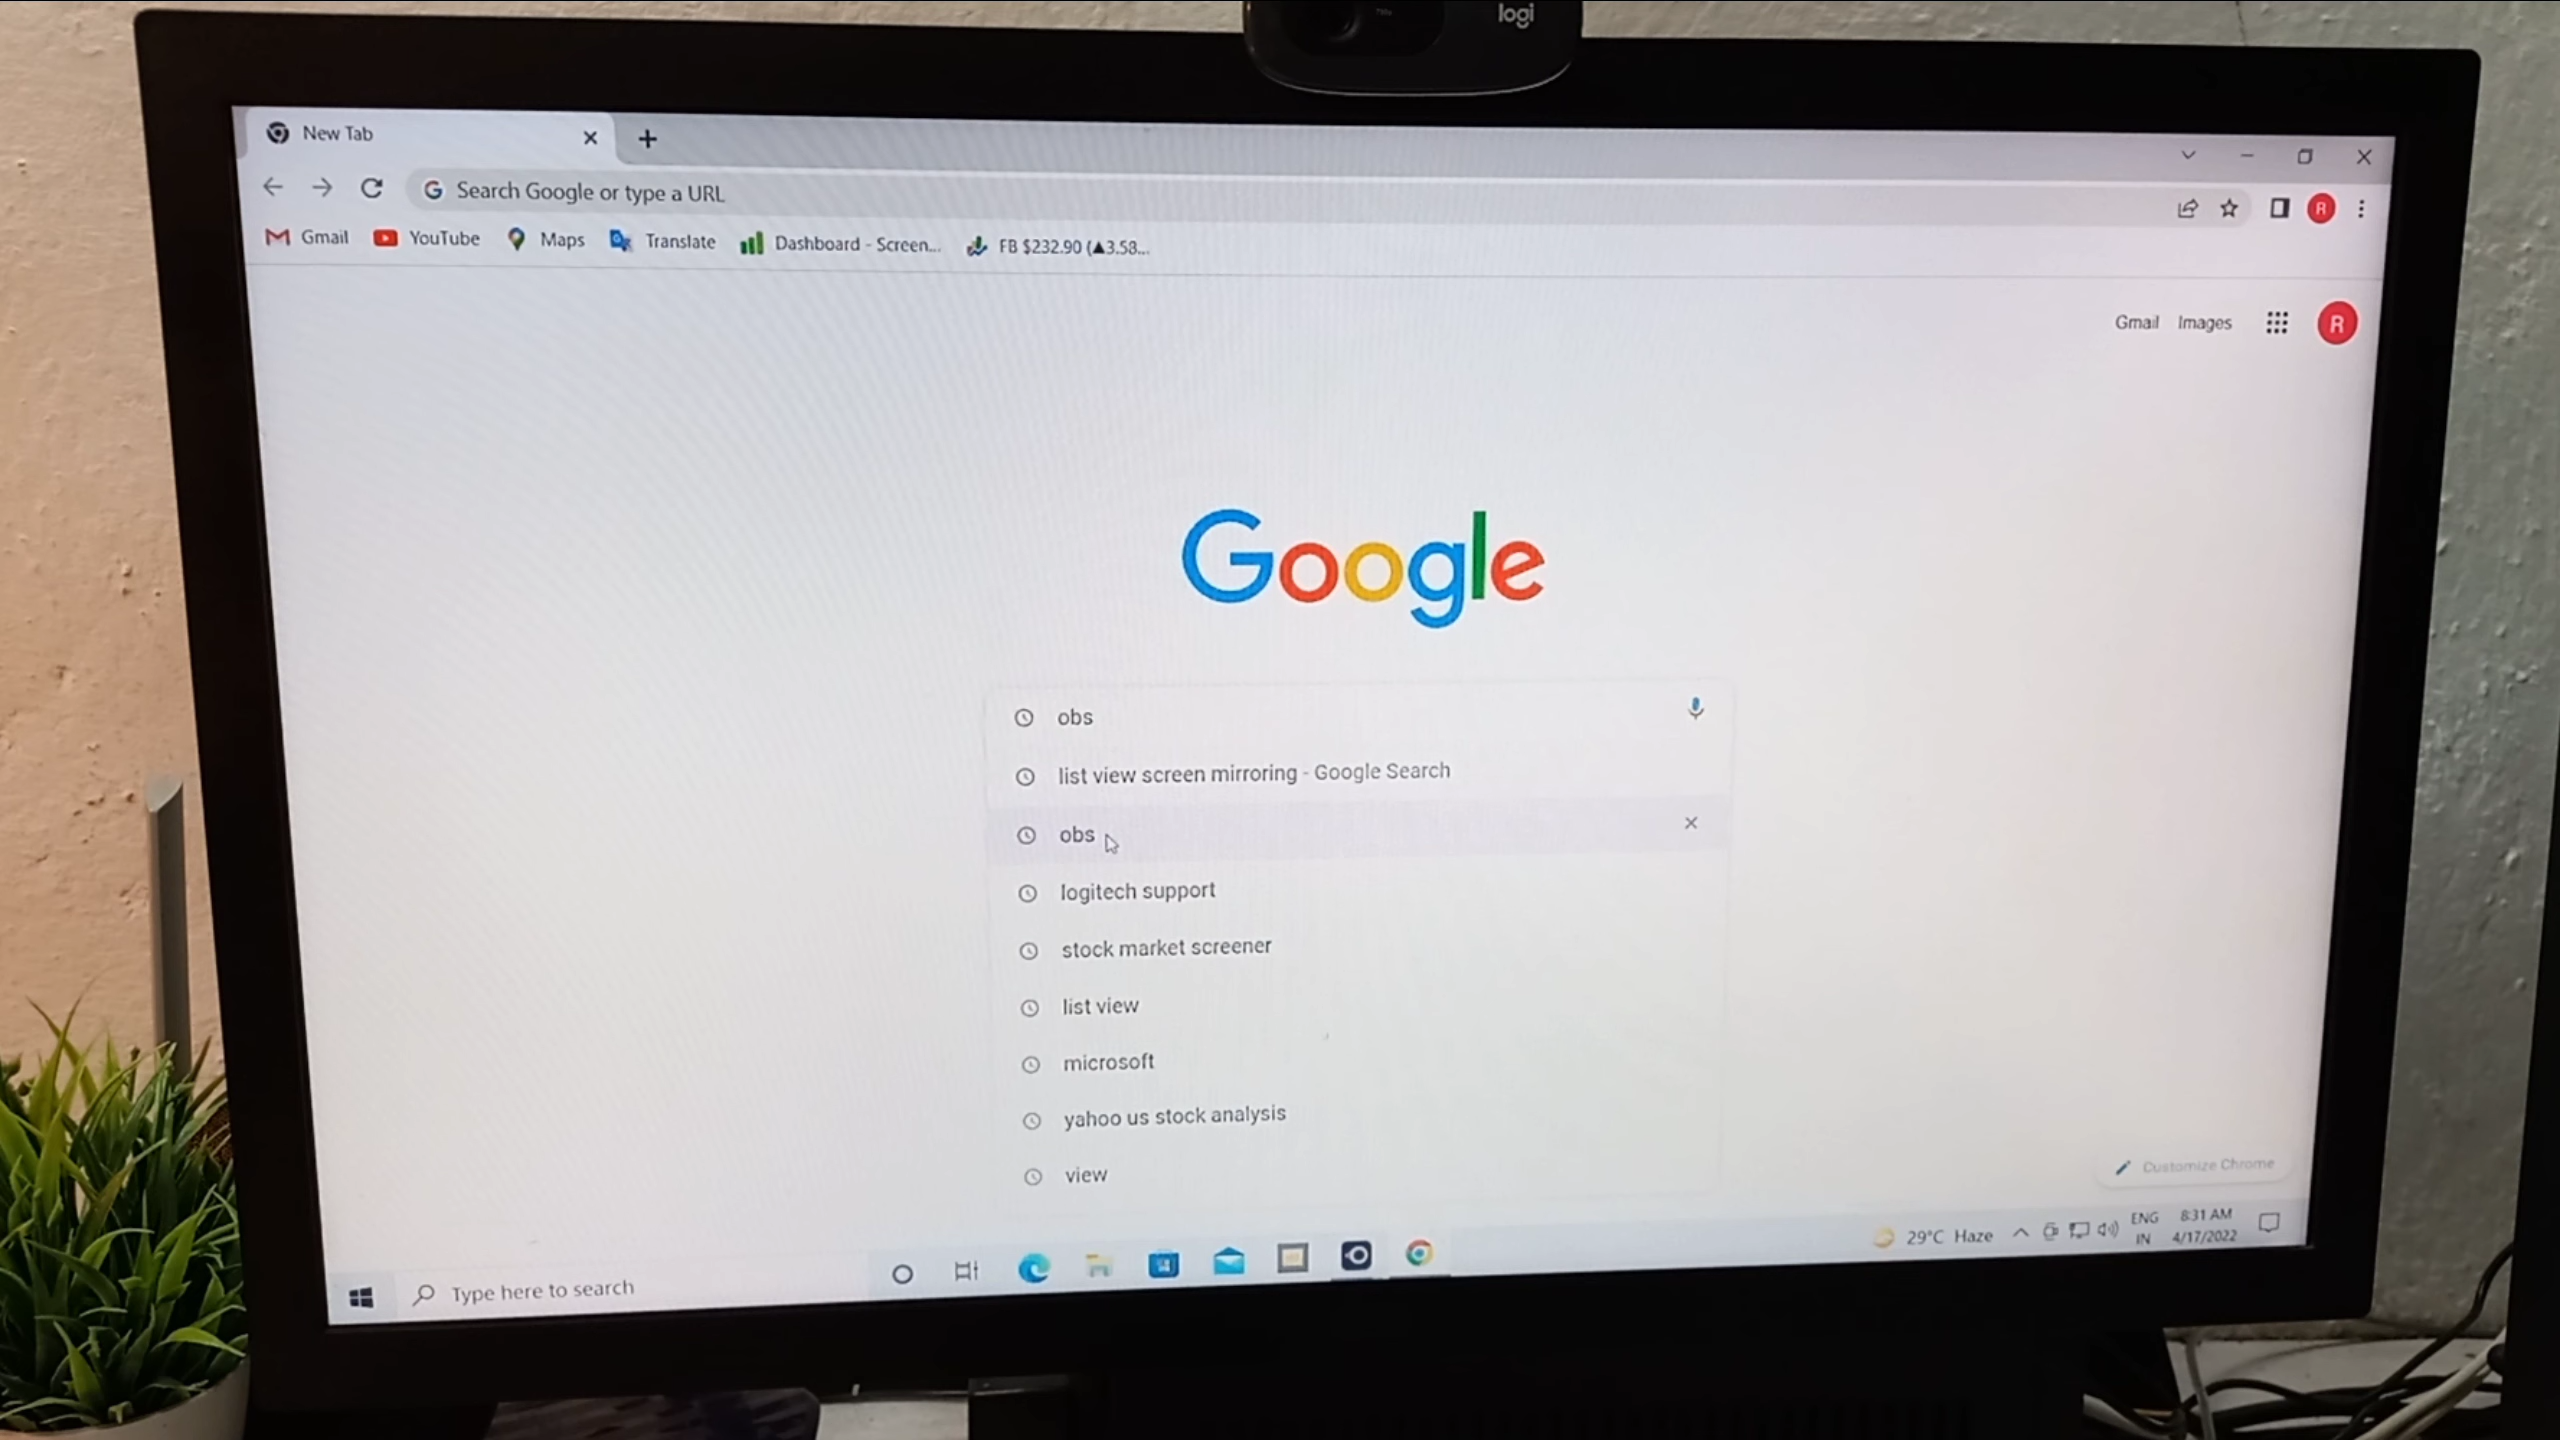 logi
New Tab
Search Google or type a URL
Gmail YouTube Maps Translate Dashboard - Screen... FB $232.90 (▲3.58...
R
Gmail Images R
Google
obs
list view screen mirroring - Google Search
obs
logitech support
stock market screener
list view
microsoft
yahoo us stock analysis
view
Customize Chrome
Type here to search
29°C Haze
ENG
IN
8:31 AM
4/17/2022